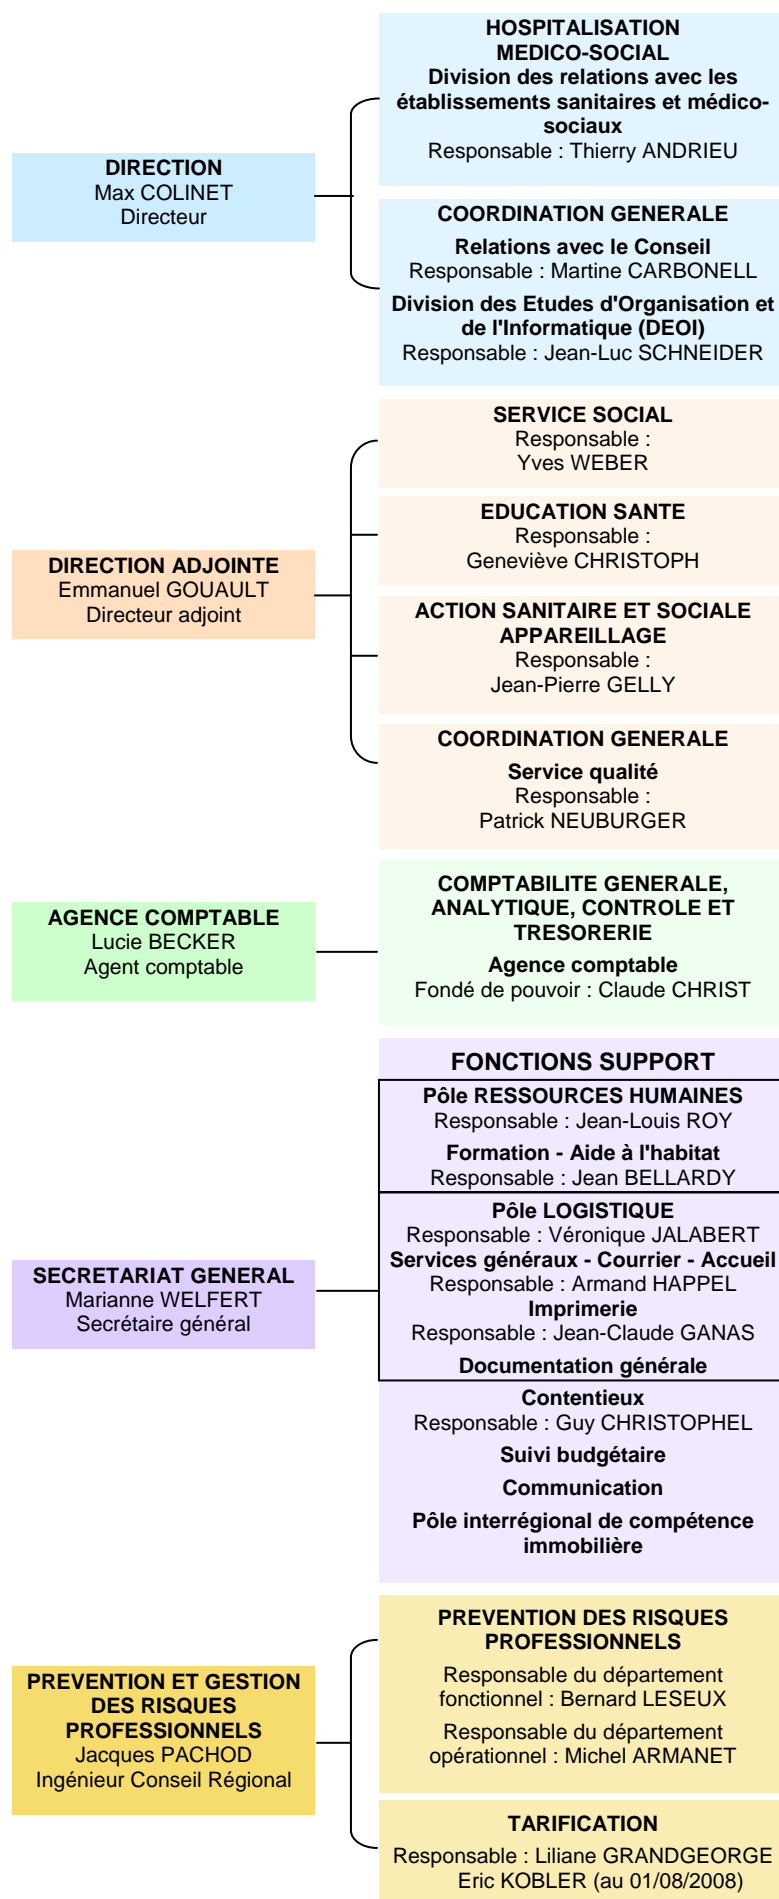 HOSPITALISATION
MEDICO-SOCIAL
Division des relations avec les
établissements sanitaires et médico-
sociaux
Responsable : Thierry ANDRIEU
DIRECTION
Max COLINET
Directeur
COORDINATION GENERALE
Relations avec le Conseil
Responsable : Martine CARBONELL
Division des Etudes d'Organisation et
de l'Informatique (DEOI)
Responsable : Jean-Luc SCHNEIDER
SERVICE SOCIAL
Responsable :
Yves WEBER
EDUCATION SANTE
Responsable :
Geneviève CHRISTOPH
DIRECTION ADJOINTE
Emmanuel GOUAULT
Directeur adjoint
ACTION SANITAIRE ET SOCIALE
APPAREILLAGE
Responsable :
Jean-Pierre GELLY
COORDINATION GENERALE
Service qualité
Responsable :
Patrick NEUBURGER
AGENCE COMPTABLE
Lucie BECKER
Agent comptable
COMPTABILITE GENERALE,
ANALYTIQUE, CONTROLE ET
TRESORERIE
Agence comptable
Fondé de pouvoir : Claude CHRIST
FONCTIONS SUPPORT
Pôle RESSOURCES HUMAINES
Responsable : Jean-Louis ROY
Formation - Aide à l'habitat
Responsable : Jean BELLARDY
Pôle LOGISTIQUE
Responsable : Véronique JALABERT
Services généraux - Courrier - Accueil
Responsable : Armand HAPPEL
Imprimerie
Responsable : Jean-Claude GANAS
Documentation générale
SECRETARIAT GENERAL
Marianne WELFERT
Secrétaire général
Contentieux
Responsable : Guy CHRISTOPHEL
Suivi budgétaire
Communication
Pôle interrégional de compétence
immobilière
PREVENTION DES RISQUES
PROFESSIONNELS
Responsable du département
fonctionnel : Bernard LESEUX
Responsable du département
opérationnel : Michel ARMANET
PREVENTION ET GESTION
DES RISQUES
PROFESSIONNELS
Jacques PACHOD
Ingénieur Conseil Régional
TARIFICATION
Responsable : Liliane GRANDGEORGE
Eric KOBLER (au 01/08/2008)